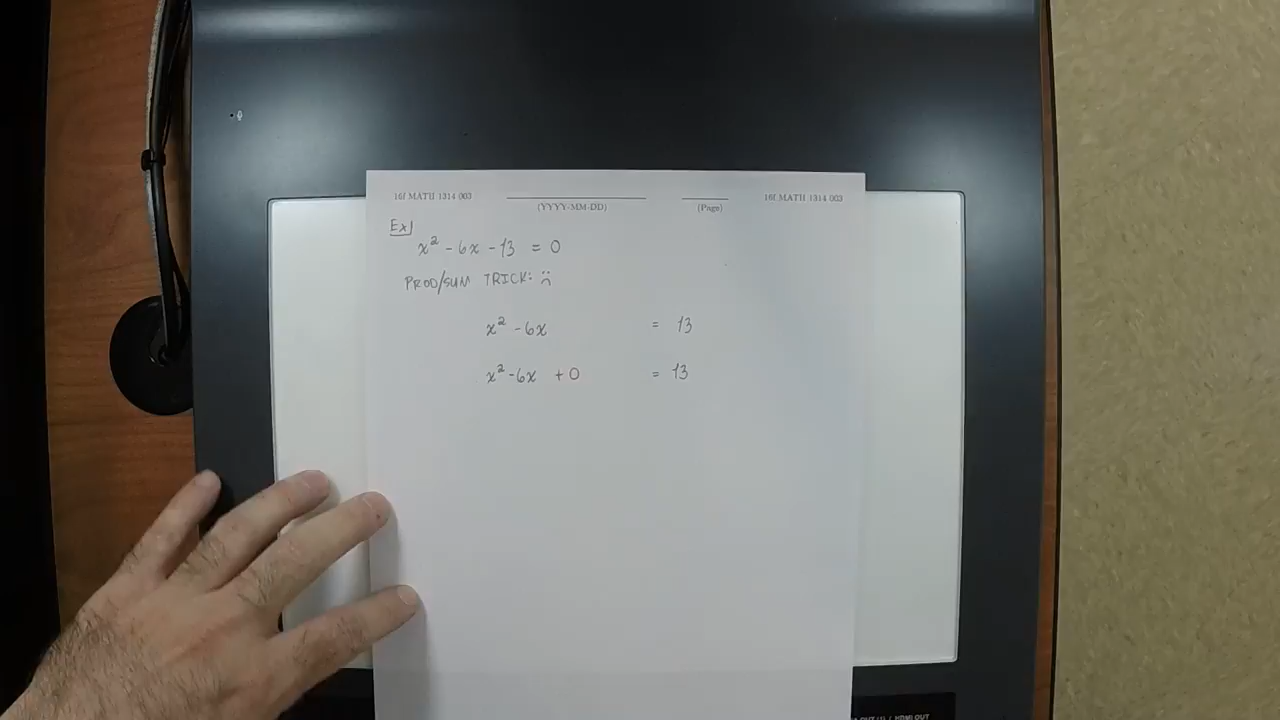 16f MATH 1314 003 (YYYY-MM-DD) (Page) 16f MATH 1314 003
Ex1
x² - 6x - 13 = 0
PROD/SUM TRICK: ☹
x² - 6x = 13
x² - 6x + 0 = 13